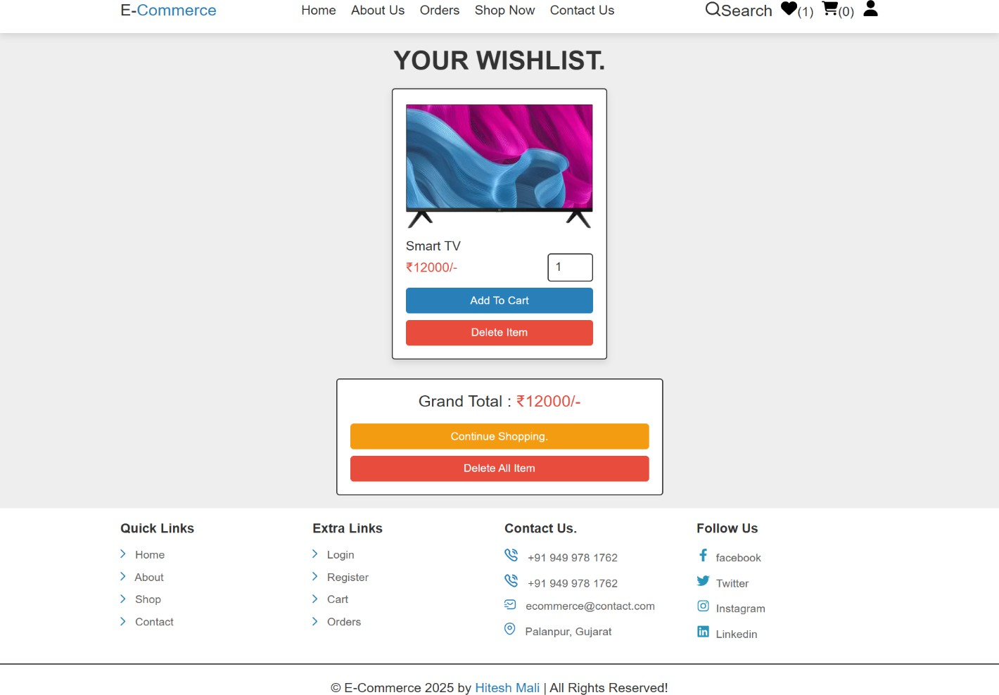 E-Commerce Home About Us Orders Shop Now Contact Us Search (1) (0)
YOUR WISHLIST.
Smart TV
₹12000/- 1
Add To Cart
Delete Item
Grand Total : ₹12000/-
Continue Shopping.
Delete All Item
Quick Links
Home
About
Shop
Contact
Extra Links
Login
Register
Cart
Orders
Contact Us.
+91 949 978 1762
+91 949 978 1762
ecommerce@contact.com
Palanpur, Gujarat
Follow Us
facebook
Twitter
Instagram
Linkedin
© E-Commerce 2025 by Hitesh Mali | All Rights Reserved!